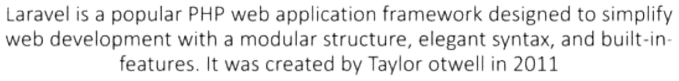 Laravel is a popular PHP web application framework designed to simplify
web development with a modular structure, elegant syntax, and built-in-
features. It was created by Taylor otwell in 2011